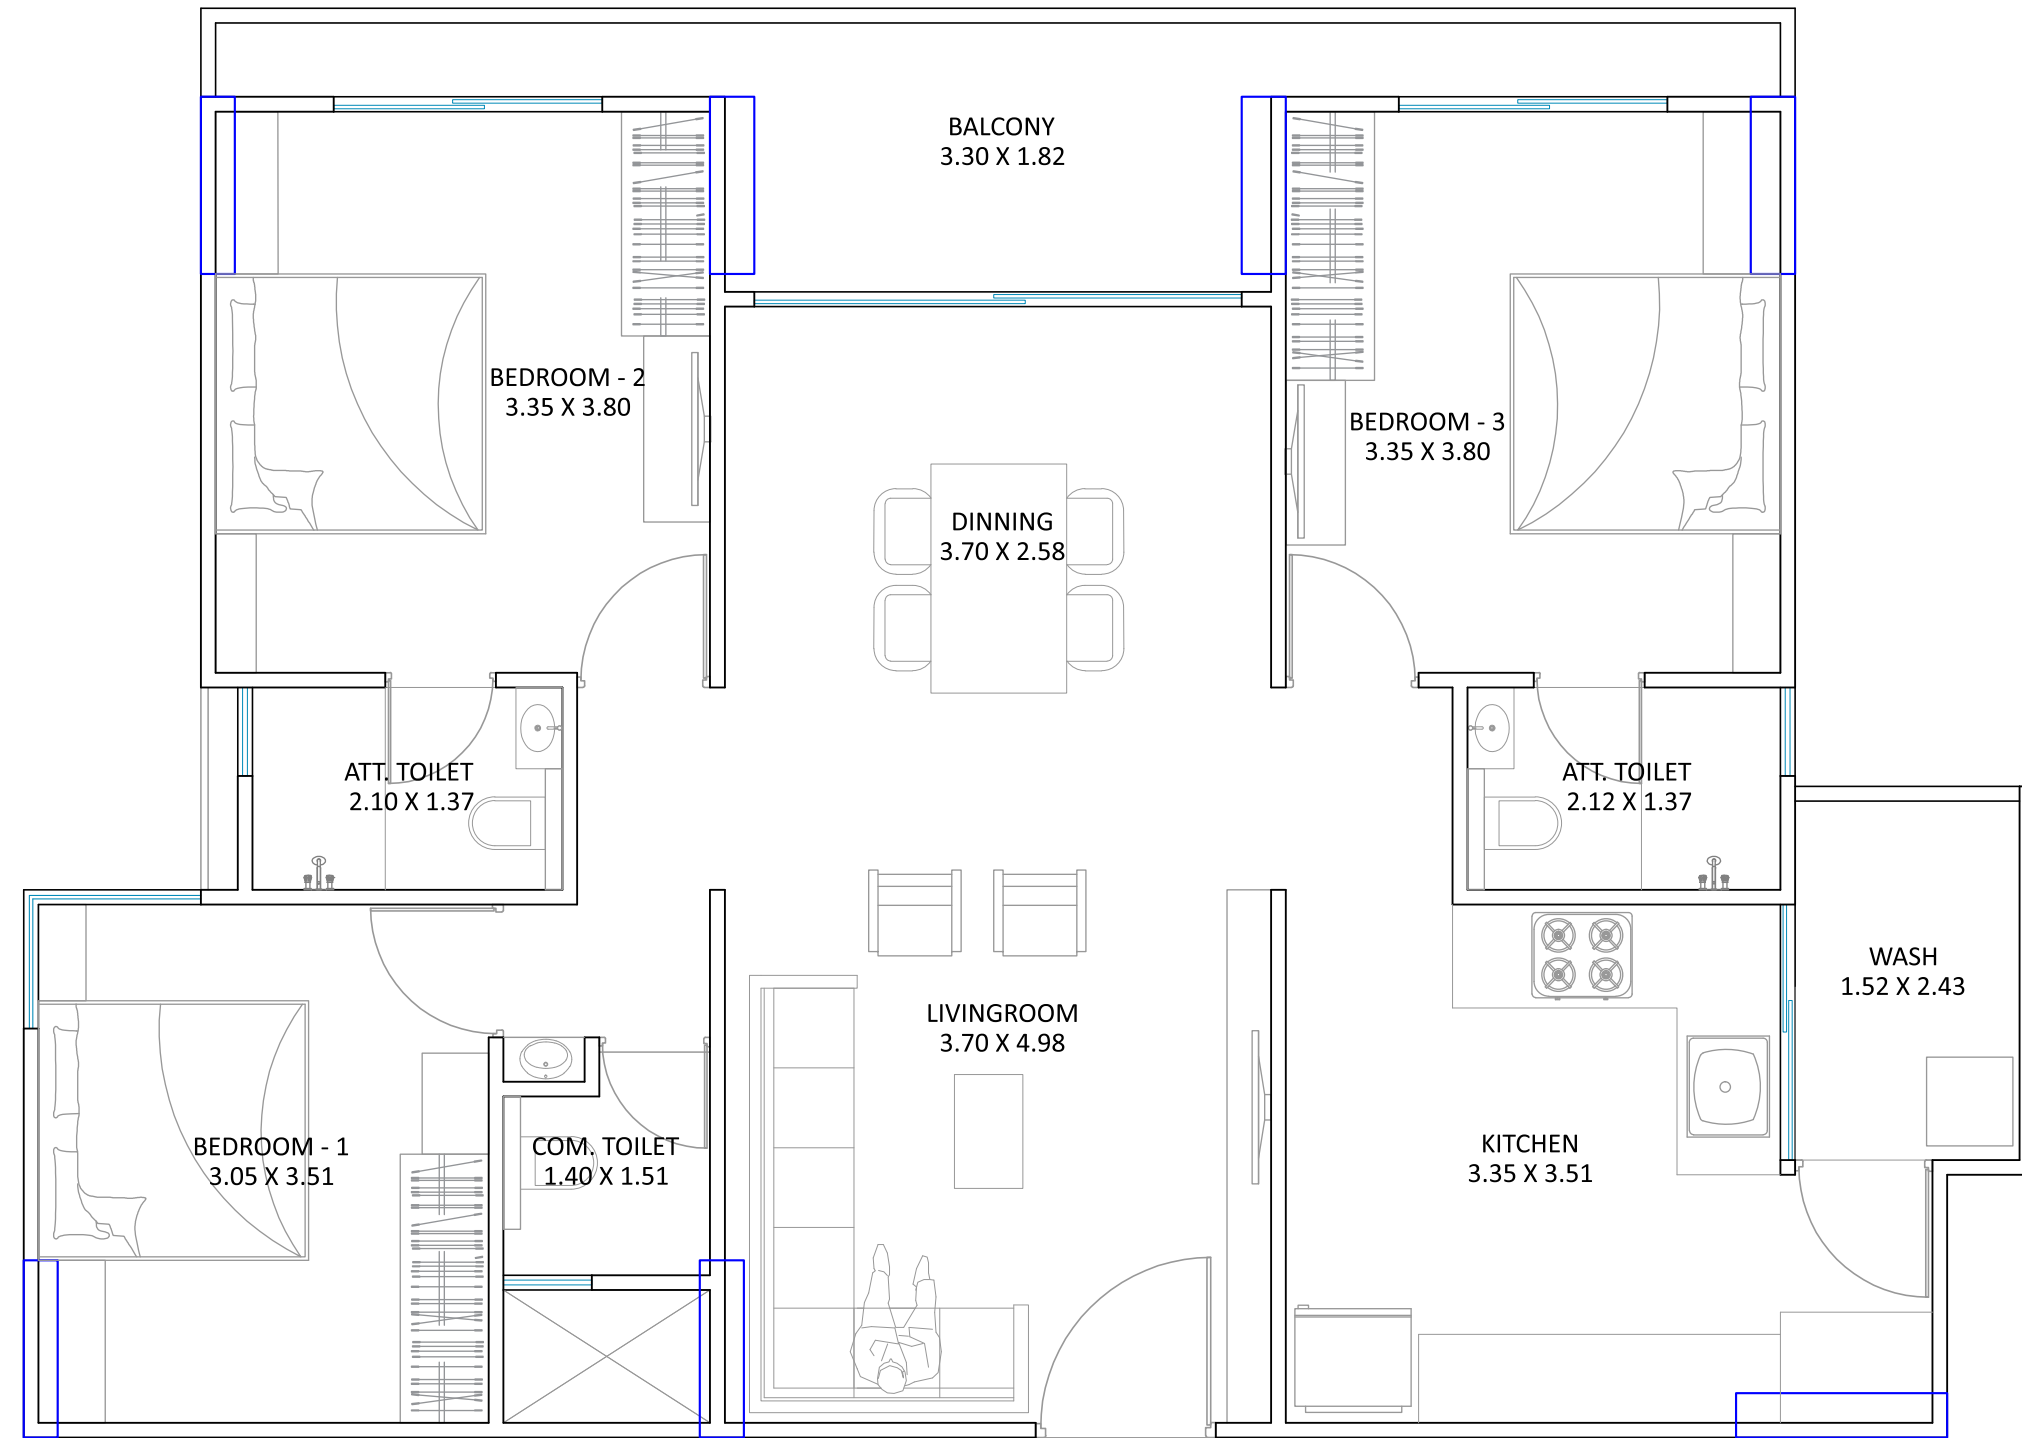 BALCONY
3.30 X 1.82
BEDROOM - 2
3.35 X 3.80
BEDROOM - 3
3.35 X 3.80
DINNING
3.70 X 2.58
ATT. TOILET
2.10 X 1.37
ATT. TOILET
2.12 X 1.37
WASH
1.52 X 2.43
LIVINGROOM
3.70 X 4.98
BEDROOM - 1
3.05 X 3.51
COM. TOILET
1.40 X 1.51
KITCHEN
3.35 X 3.51